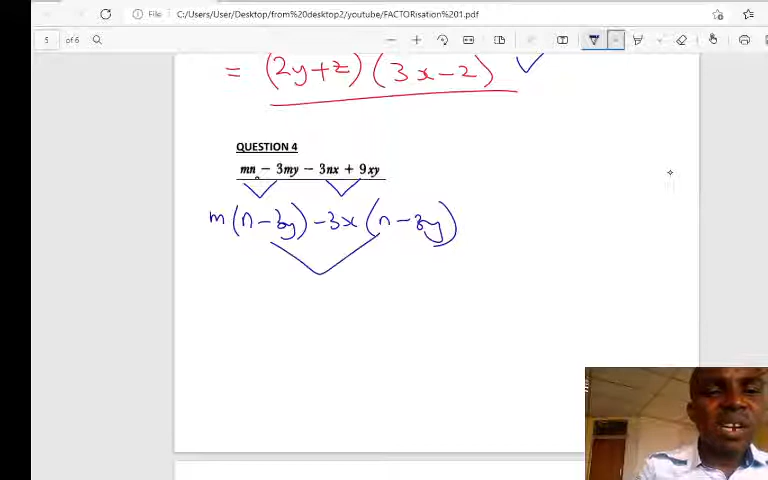 File | C:/Users/User/Desktop/from%20desktop2/youtube/FACTORisation%201.pdf
5 of 6
= (2y+z) (3x-2)
QUESTION 4
mn - 3my - 3nx + 9xy
m(n-3y) -3x(n-3y)